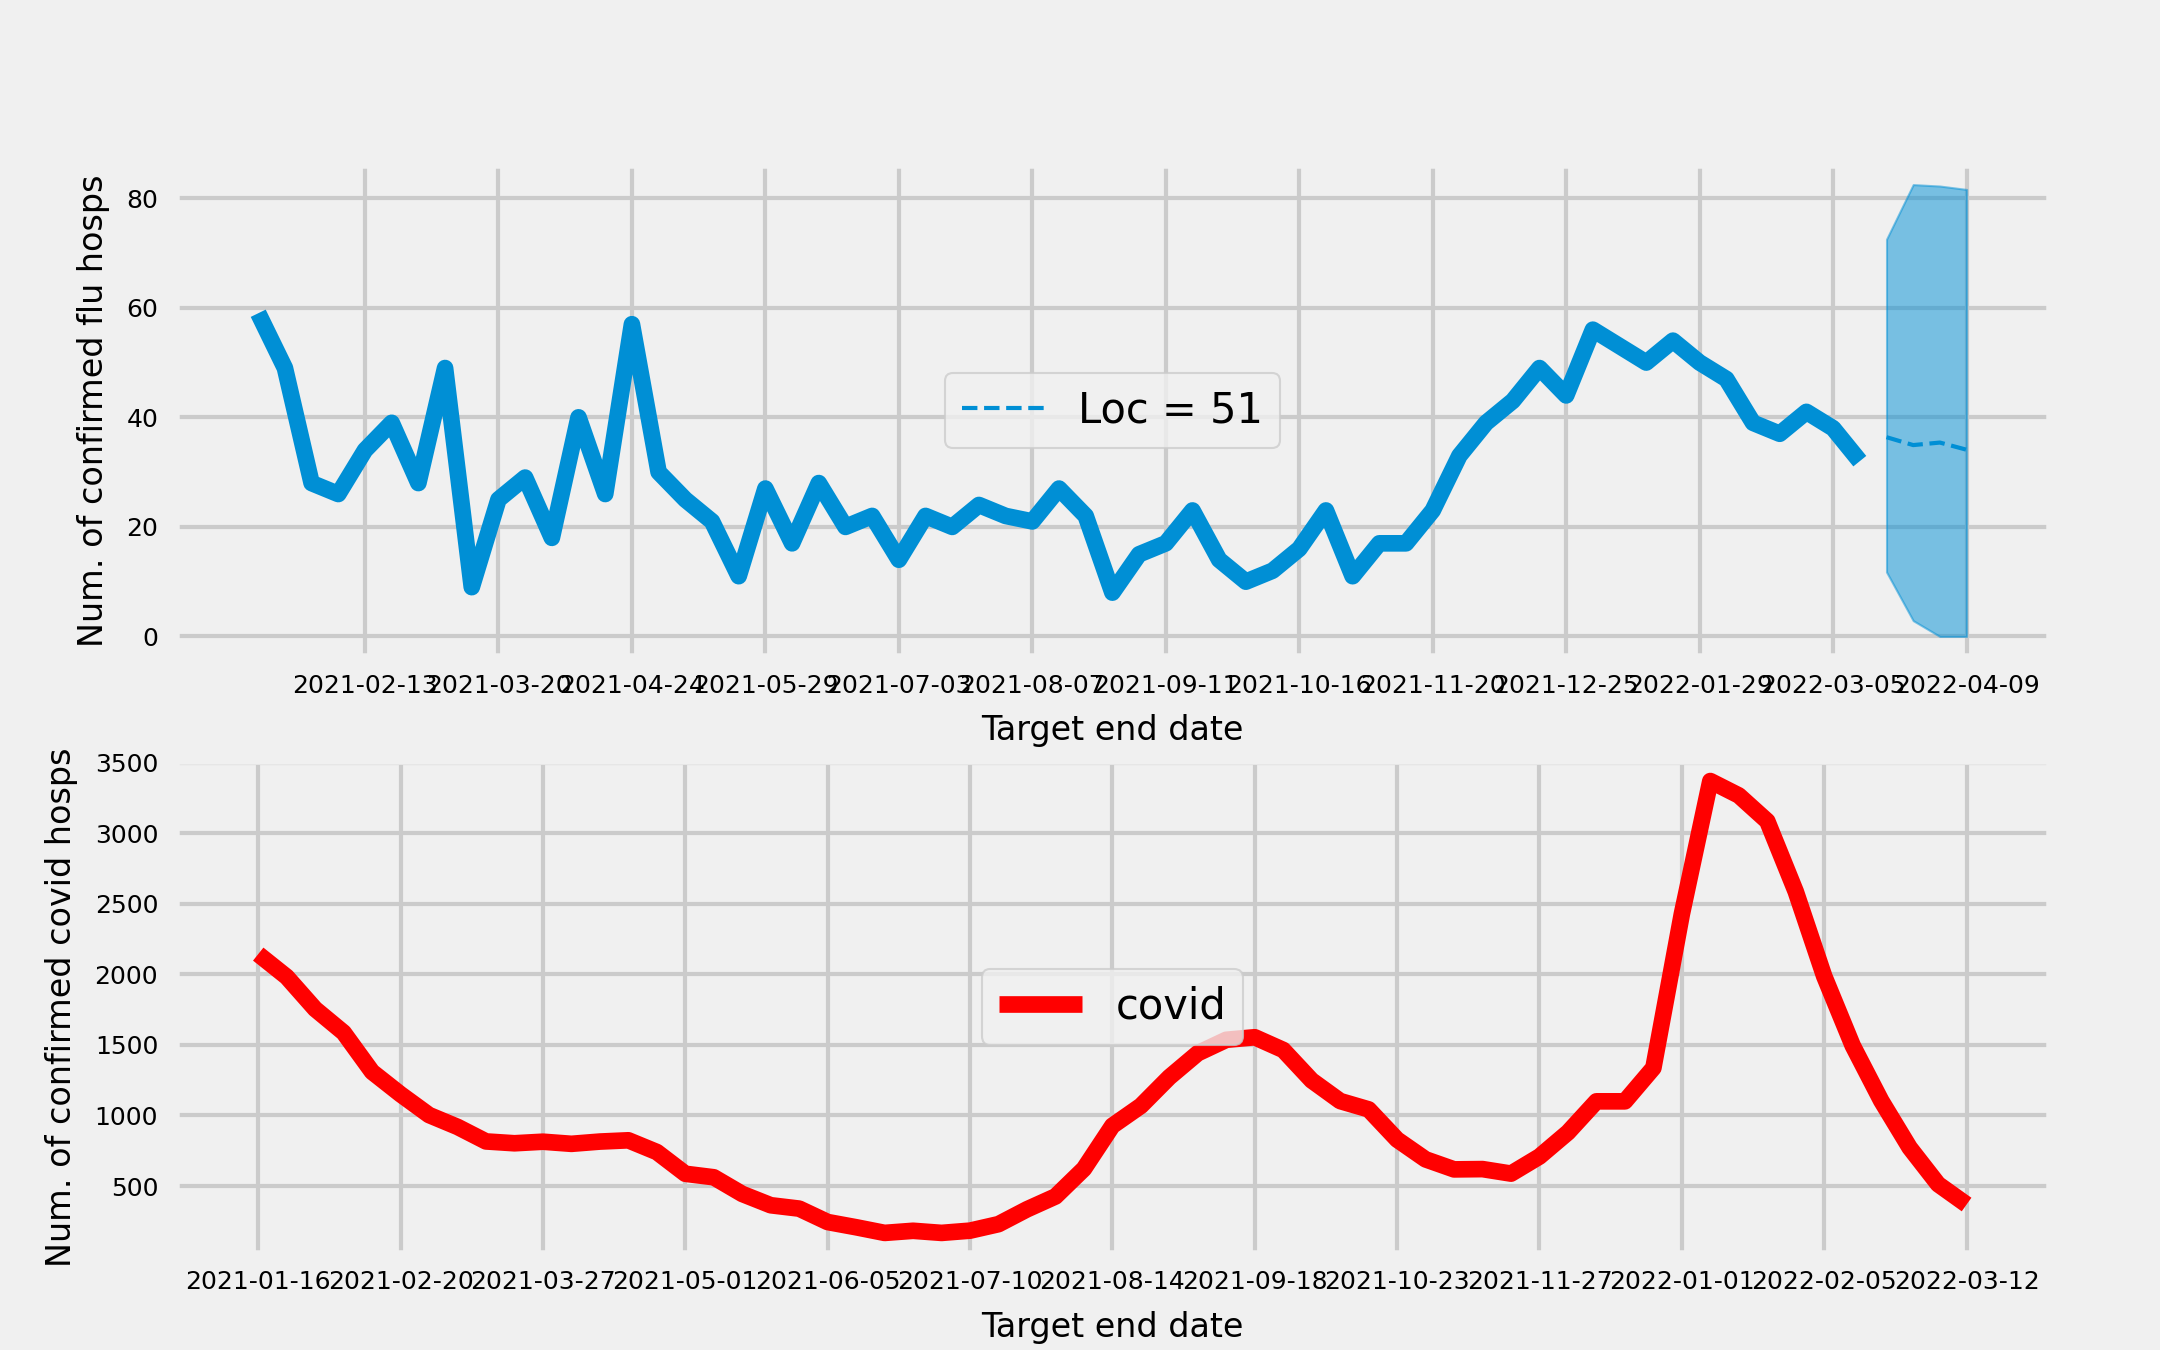 Num. of confirmed flu hosps
80
60
40
20
0
Loc = 51
2021-02-13 2021-03-20 2021-04-24 2021-05-29 2021-07-03 2021-08-07 2021-09-11 2021-10-16 2021-11-20 2021-12-25 2022-01-29 2022-03-05 2022-04-09
Target end date
Num. of confirmed covid hosps
3500
3000
2500
2000
1500
1000
500
covid
2021-01-16 2021-02-20 2021-03-27 2021-05-01 2021-06-05 2021-07-10 2021-08-14 2021-09-18 2021-10-23 2021-11-27 2022-01-01 2022-02-05 2022-03-12
Target end date